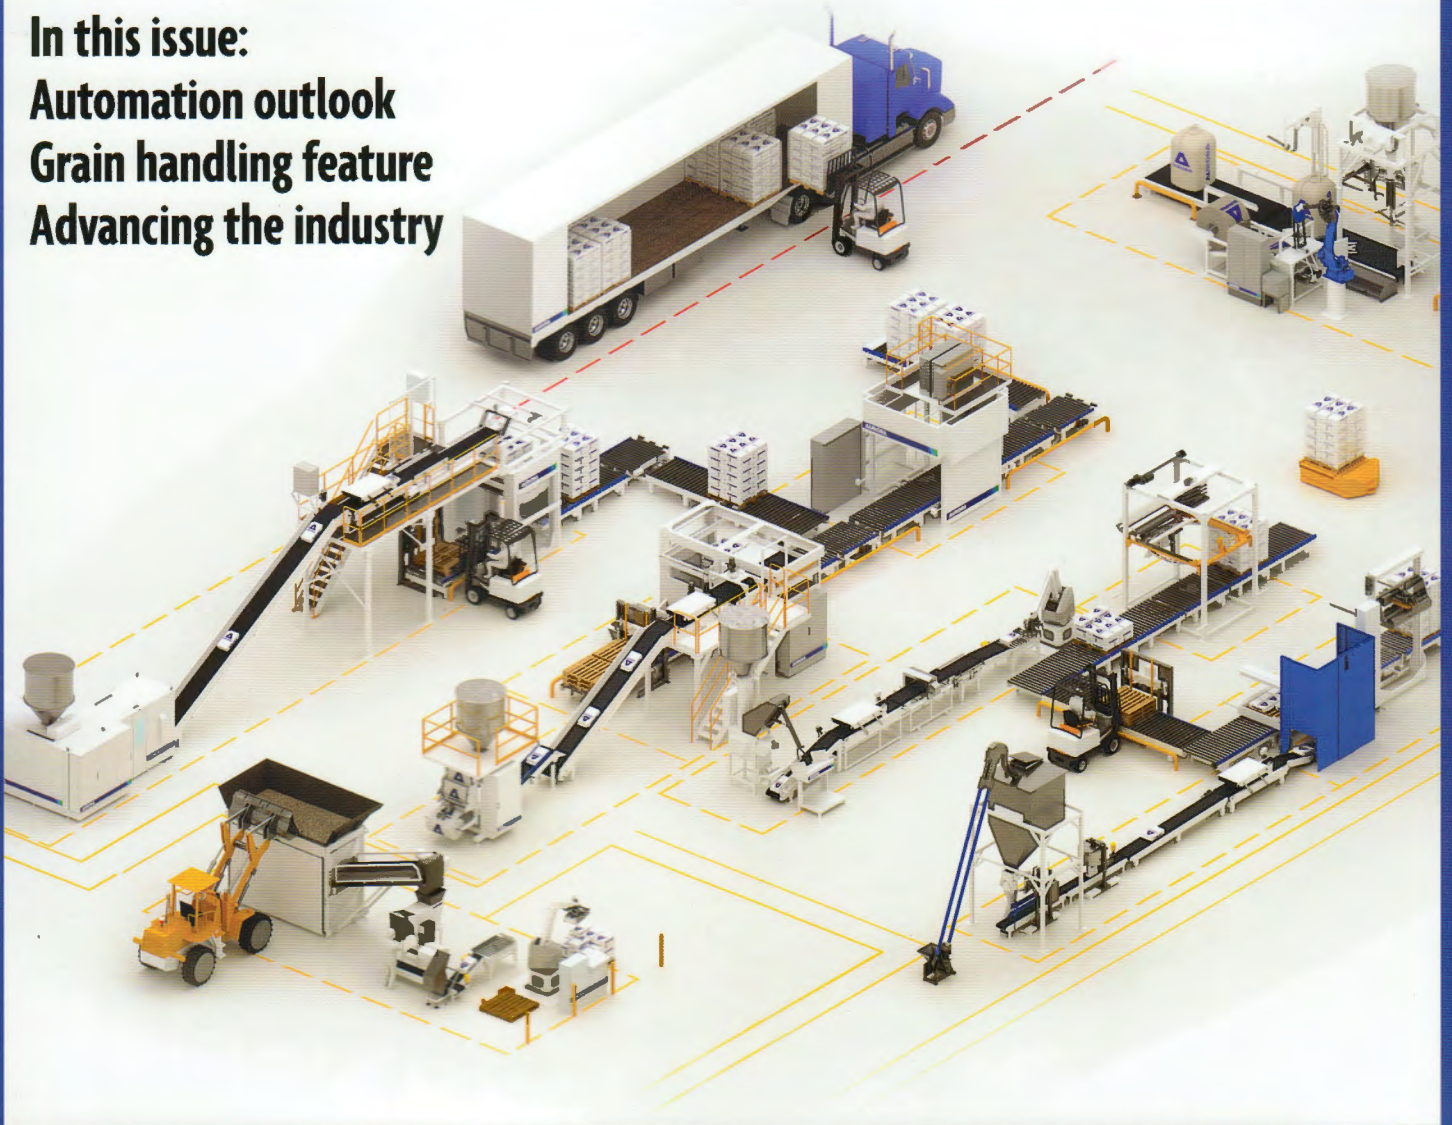 In this issue:
Automation outlook
Grain handling feature
Advancing the industry